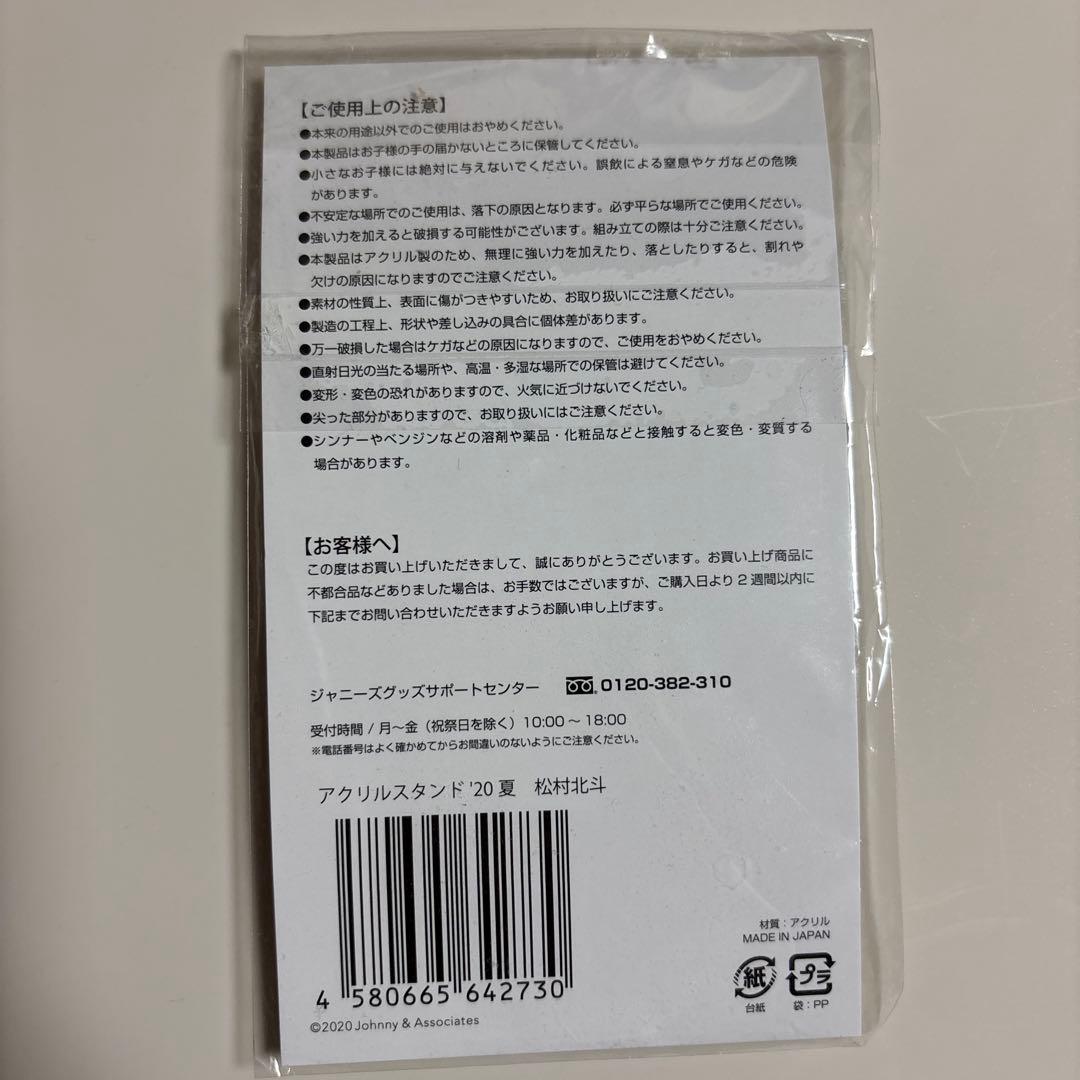 【ご使用上の注意】
●本来の用途以外でのご使用はおやめください。
●本製品はお子様の手の届かないところに保管してください。
●小さなお子様には絶対に与えないでください。誤飲による窒息やケガなどの危険
があります。
●不安定な場所でのご使用は、落下の原因となります。必ず平らな場所でご使用ください。
●強い力を加えると破損する可能性がございます。組み立ての際は十分ご注意ください。
●本製品はアクリル製のため、無理に強い力を加えたり、落としたりすると、割れや
欠けの原因になりますのでご注意ください。
●素材の性質上、表面に傷がつきやすいため、お取り扱いにご注意ください。
●製造の工程上、形状や差し込みの具合に個体差があります。
●万一破損した場合はケガなどの原因になりますので、ご使用をおやめください。
●直射日光の当たる場所や、高温・多湿な場所での保管は避けてください。
●変形・変色の恐れがありますので、火気に近づけないでください。
●尖った部分がありますので、お取り扱いにはご注意ください。
●シンナーやベンジンなどの溶剤や薬品・化粧品などと接触すると変色・変質する
場合があります。
【お客様へ】
この度はお買い上げいただきまして、誠にありがとうございます。お買い上げ商品に
不都合品などありました場合は、お手数ではございますが、ご購入日より2週間以内に
下記までお問い合わせいただきますようお願い申し上げます。
ジャニーズグッズサポートセンター 0120-382-310
受付時間 / 月〜金（祝祭日を除く）10:00〜18:00
※電話番号はよく確かめてからお間違いのないようにご注意ください。
アクリルスタンド '20 夏 松村北斗
4 580665 642730
©2020 Johnny & Associates
材質：アクリル
MADE IN JAPAN
紙 プラ
台紙 袋：PP